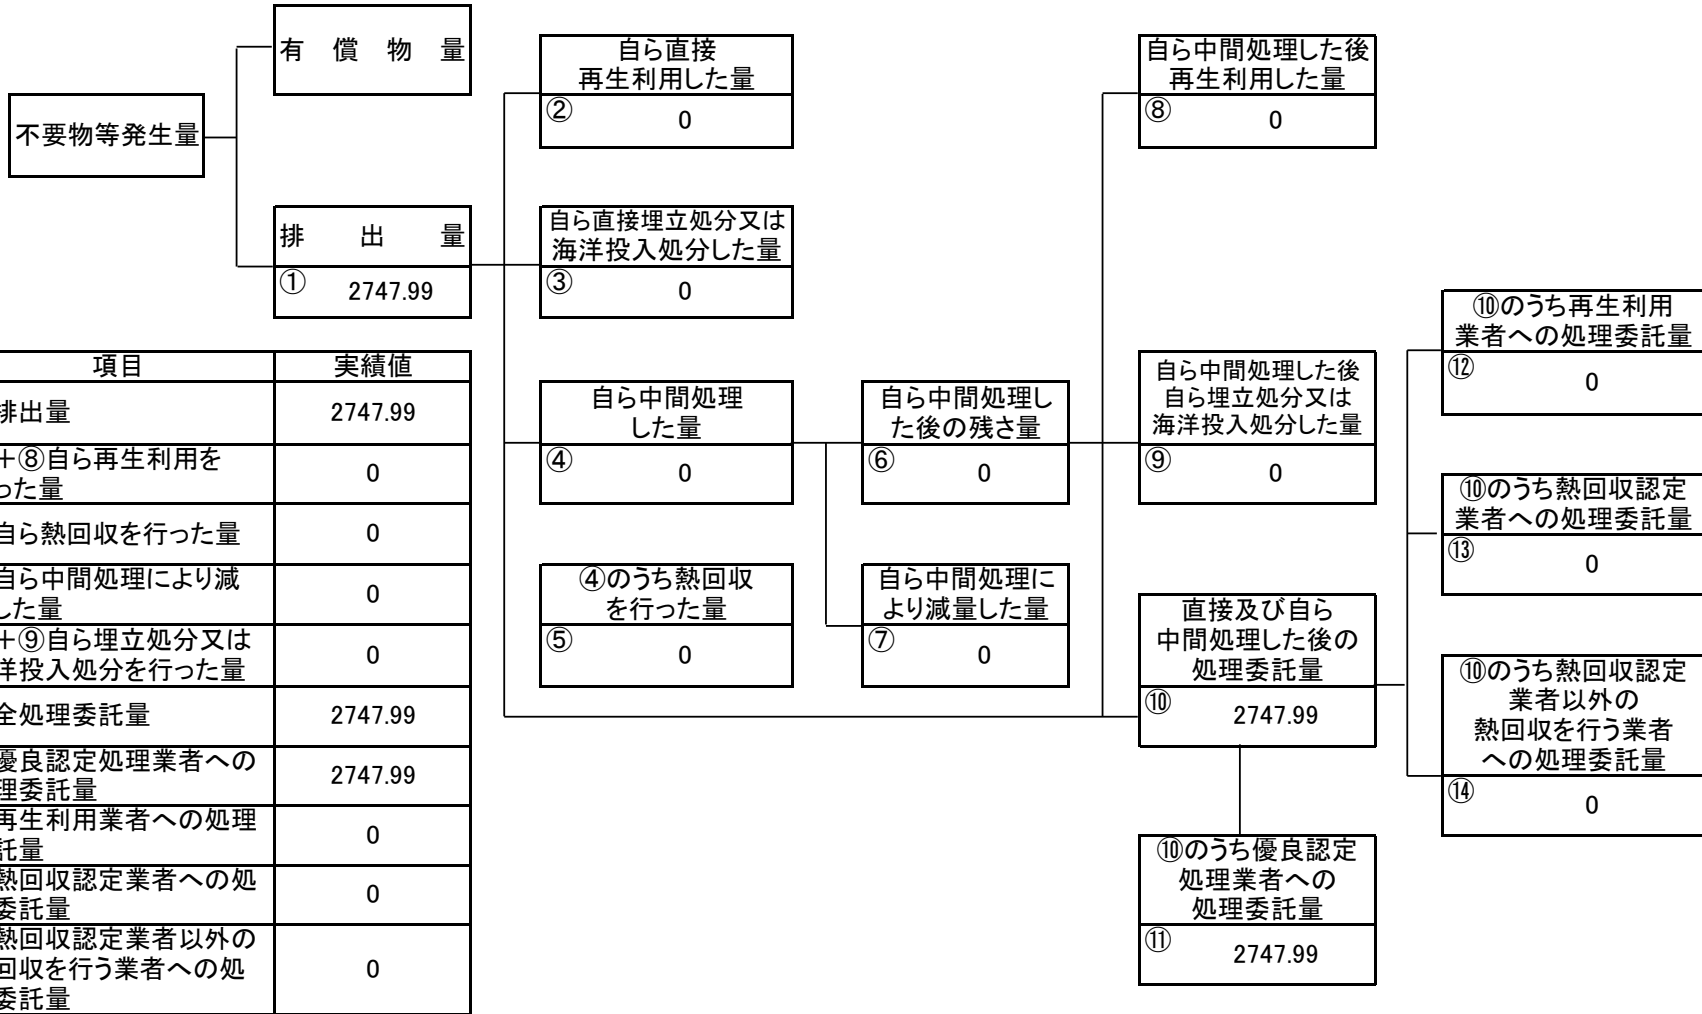 有　償　物　量
不要物等発生量
排　出　量
① 2747.99
自ら直接
再生利用した量
② 0
自ら直接埋立処分又は
海洋投入処分した量
③ 0
自ら中間処理
した量
④ 0
④のうち熱回収
を行った量
⑤ 0
自ら中間処理し
た後の残さ量
⑥ 0
自ら中間処理に
より減量した量
⑦ 0
自ら中間処理した後
再生利用した量
⑧ 0
自ら中間処理した後
自ら埋立処分又は
海洋投入処分した量
⑨ 0
直接及び自ら
中間処理した後の
処理委託量
⑩ 2747.99
⑩のうち優良認定
処理業者への
処理委託量
⑪ 2747.99
⑩のうち再生利用
業者への処理委託量
⑫ 0
⑩のうち熱回収認定
業者への処理委託量
⑬ 0
⑩のうち熱回収認定
業者以外の
熱回収を行う業者
への処理委託量
⑭ 0
項目 実績値
排出量 2747.99
＋⑧自ら再生利用を
った量 0
自ら熱回収を行った量 0
自ら中間処理により減
した量 0
＋⑨自ら埋立処分又は
洋投入処分を行った量 0
全処理委託量 2747.99
優良認定処理業者への
理委託量 2747.99
再生利用業者への処理
託量 0
熱回収認定業者への処
委託量 0
熱回収認定業者以外の
回収を行う業者への処
委託量 0